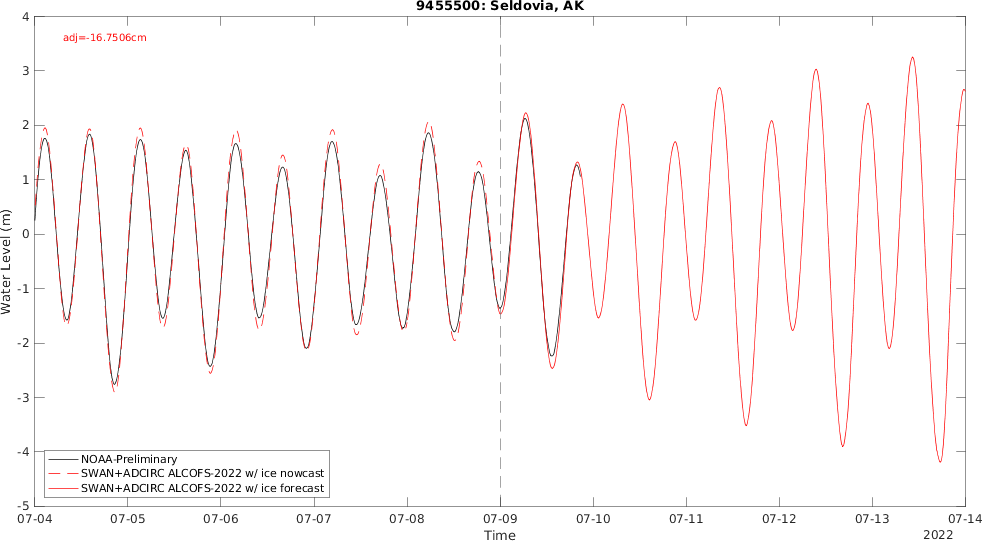 9455500: Seldovia, AK
adj=-16.7506cm
4
3
2
1
0
-1
-2
-3
-4
-5
Water Level (m)
NOAA-Preliminary
SWAN+ADCIRC ALCOFS-2022 w/ ice nowcast
SWAN+ADCIRC ALCOFS-2022 w/ ice forecast
07-04 07-05 07-06 07-07 07-08 07-09 07-10 07-11 07-12 07-13 07-14
Time
2022